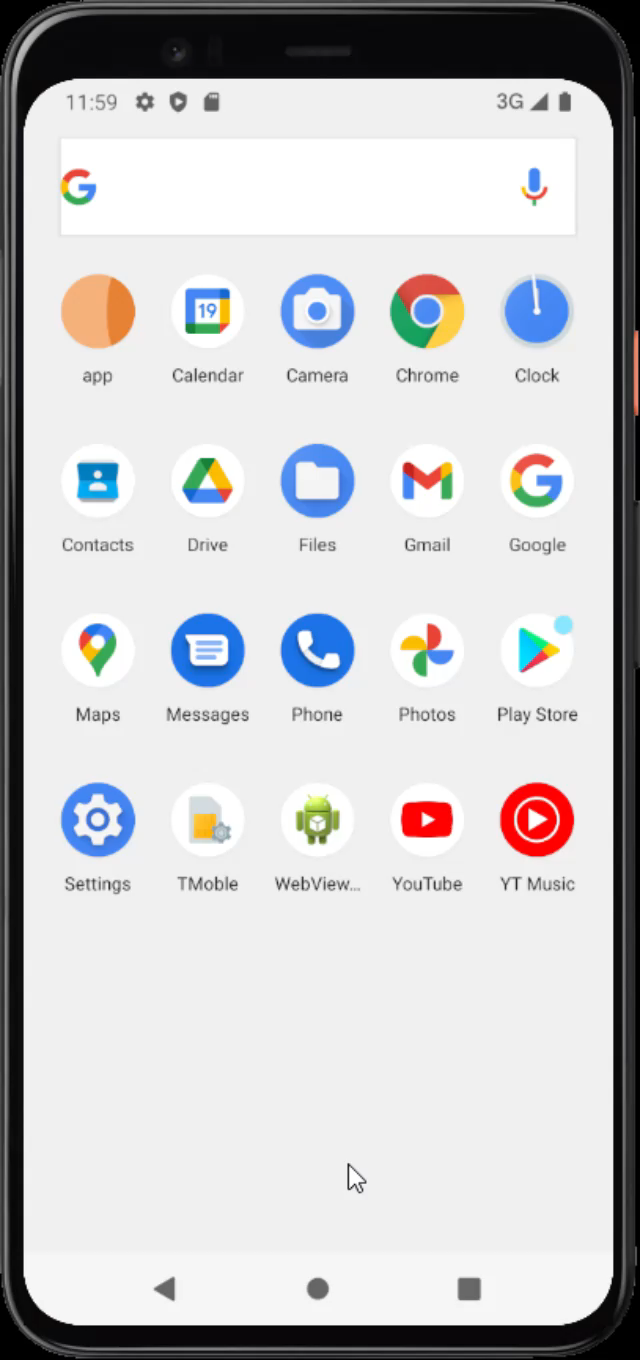 11:59 3G
app Calendar Camera Chrome Clock
19
Contacts Drive Files Gmail Google
Maps Messages Phone Photos Play Store
Settings TMoble WebView... YouTube YT Music